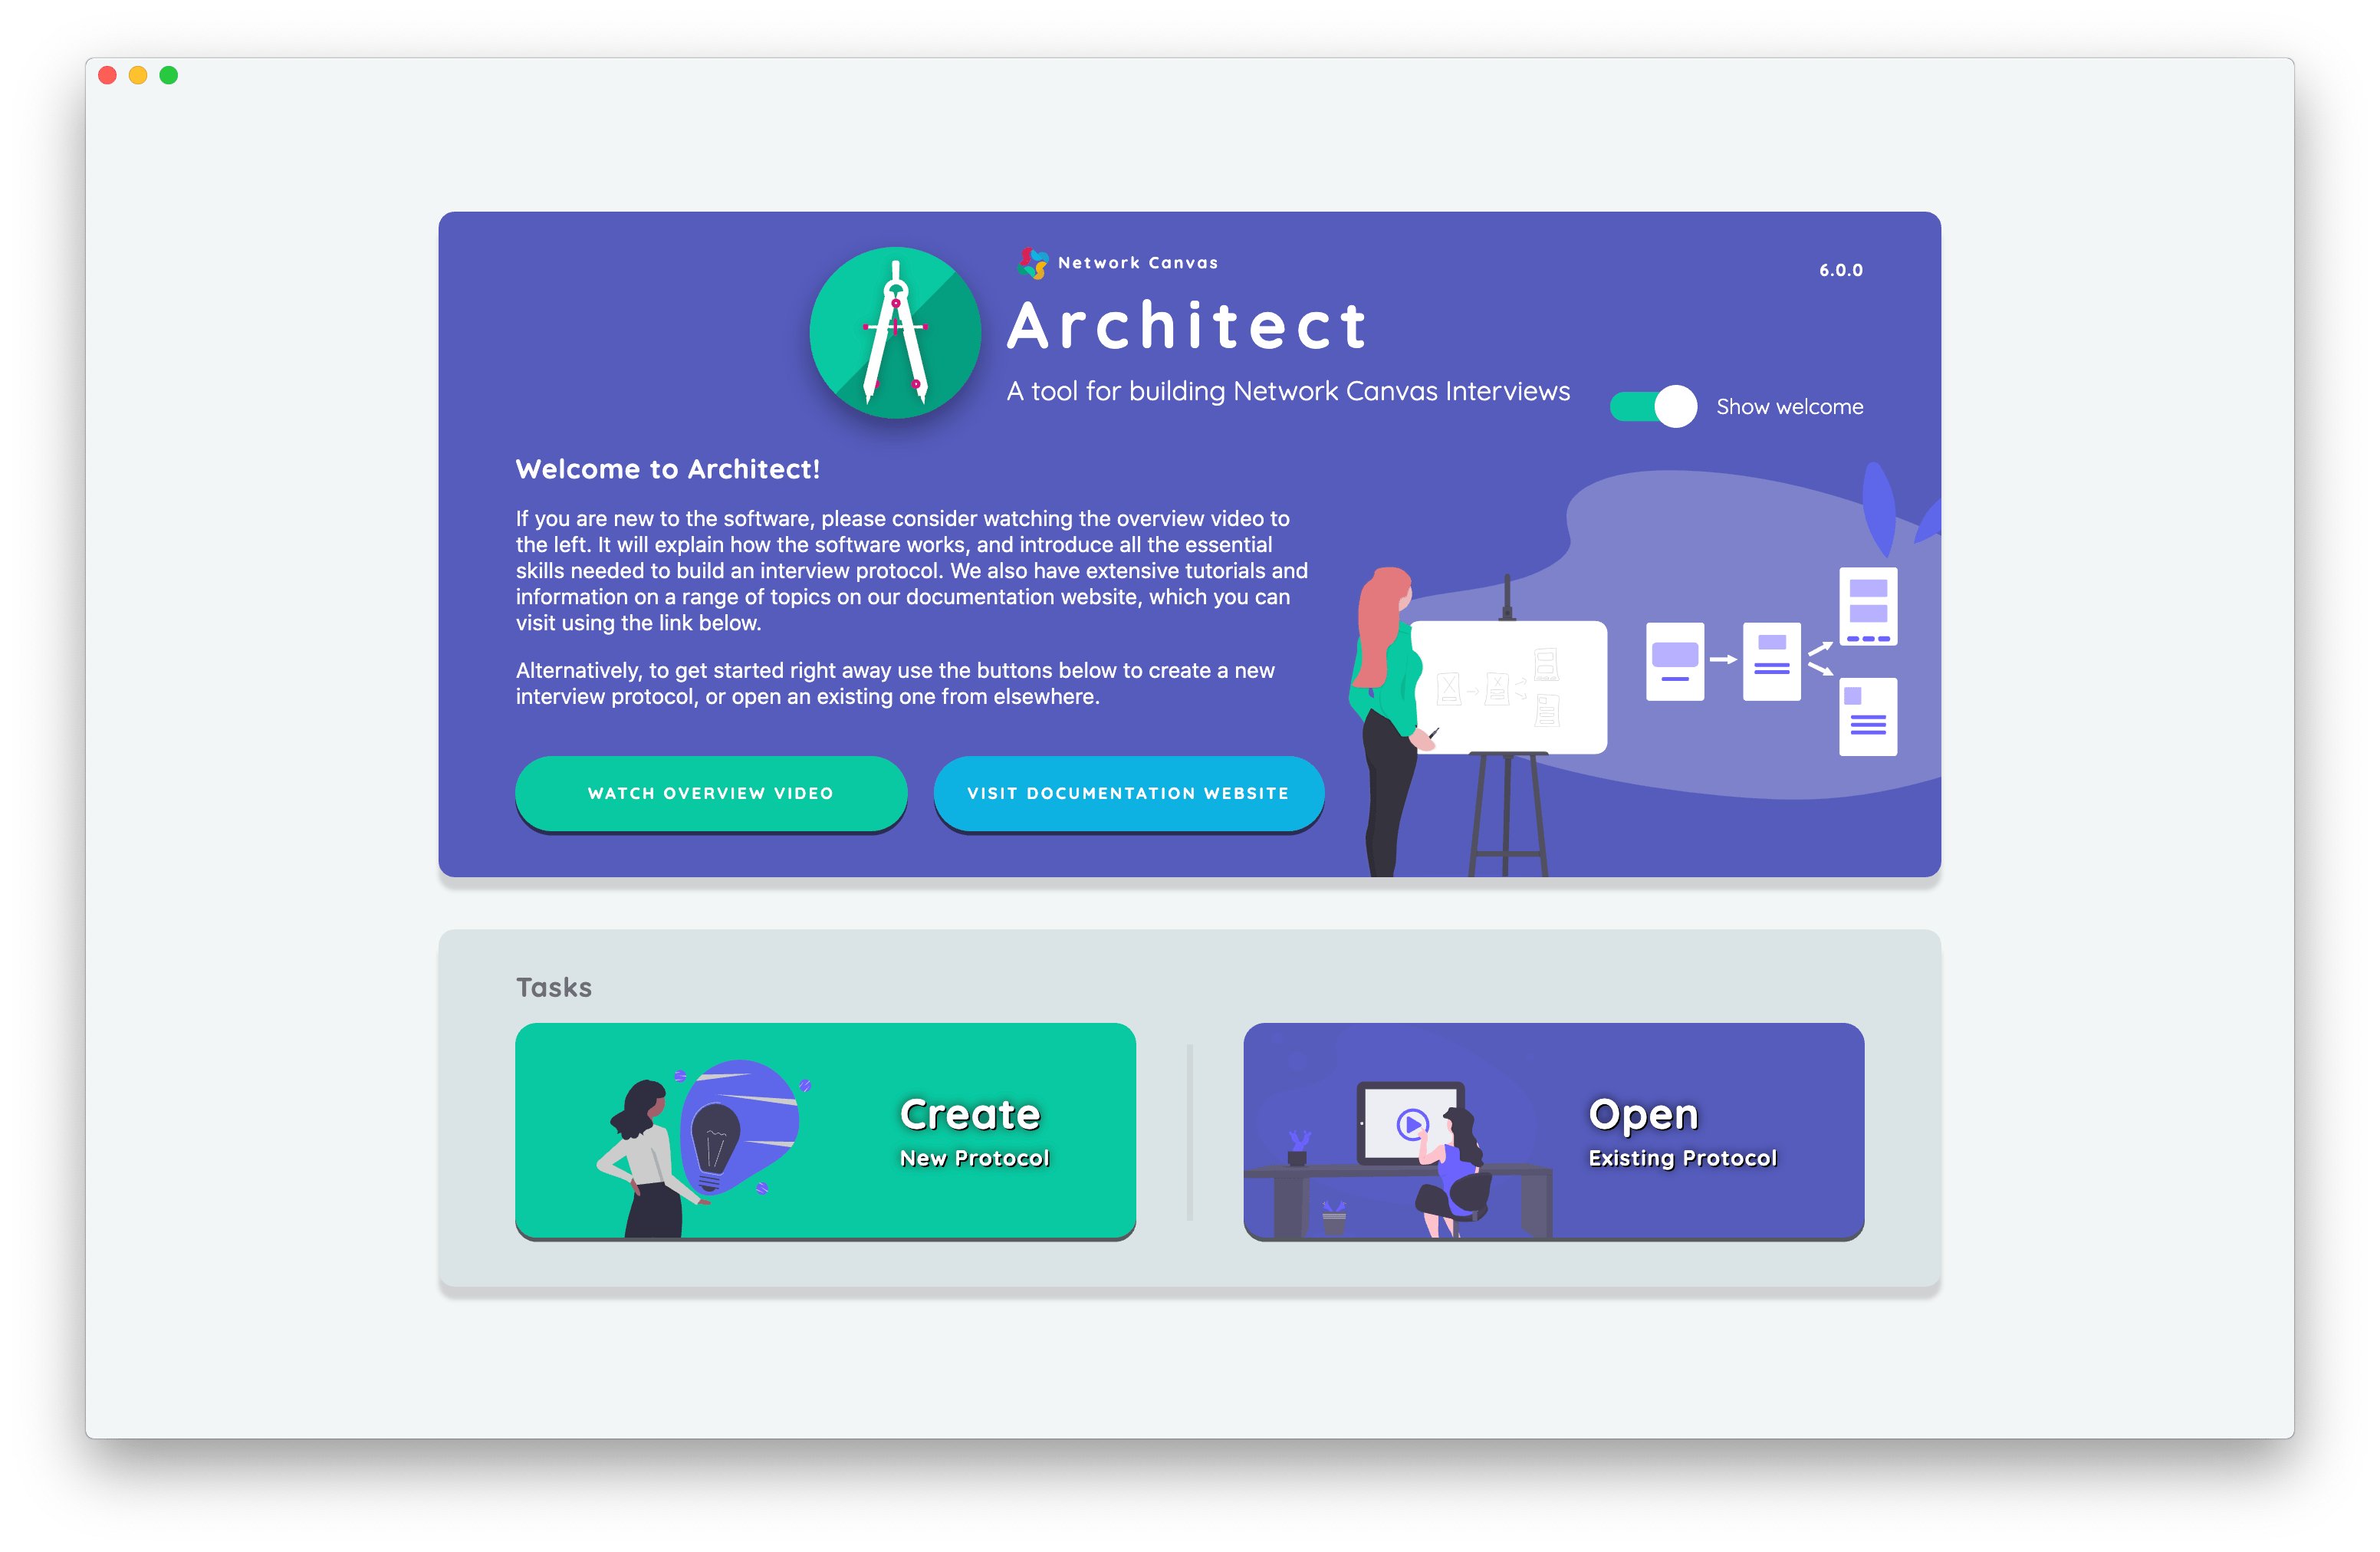 Network Canvas
6.0.0
Architect
A tool for building Network Canvas Interviews
Show welcome
Welcome to Architect!
If you are new to the software, please consider watching the overview video to
the left. It will explain how the software works, and introduce all the essential
skills needed to build an interview protocol. We also have extensive tutorials and
information on a range of topics on our documentation website, which you can
visit using the link below.
Alternatively, to get started right away use the buttons below to create a new
interview protocol, or open an existing one from elsewhere.
WATCH OVERVIEW VIDEO
VISIT DOCUMENTATION WEBSITE
Tasks
Create
New Protocol
Open
Existing Protocol